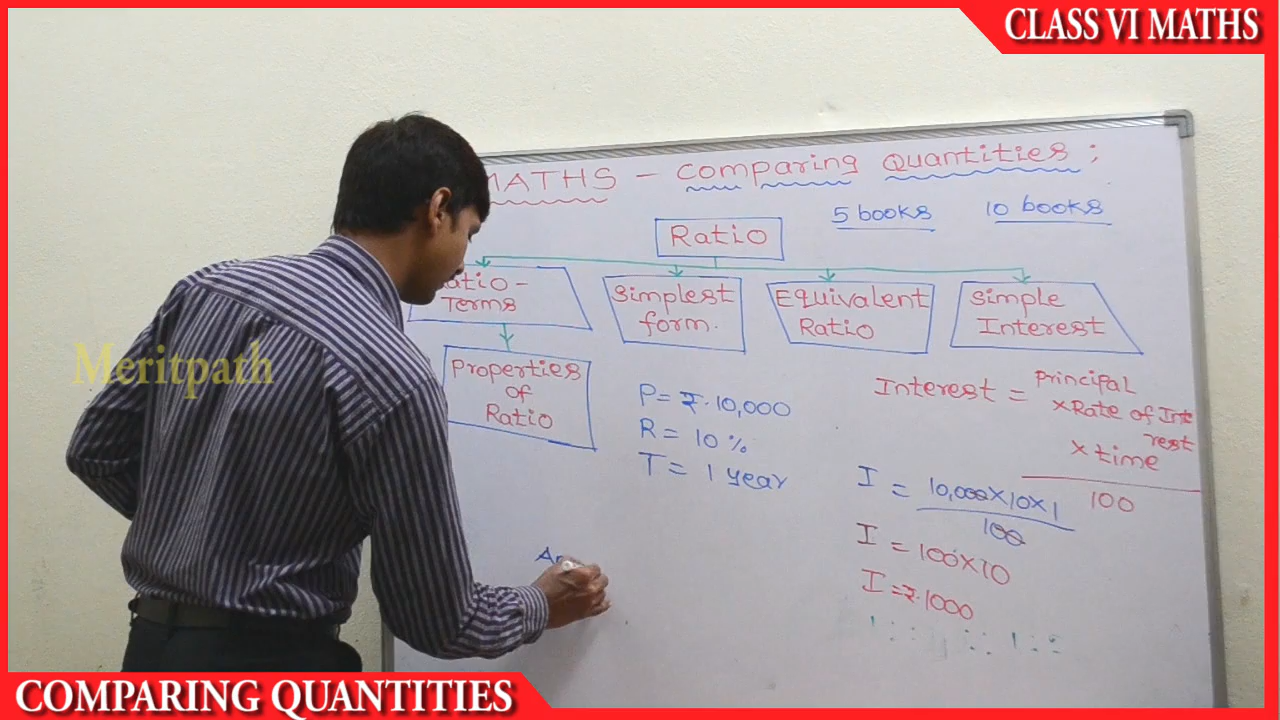 CLASS VI MATHS
MATHS - Comparing Quantities ;
5 books 10 books
Ratio
Terms
Simplest
form.
Equivalent
Ratio
Simple
Interest
Properties
of
Ratio
P = ₹. 10,000
R = 10 %
T = 1 year
Interest = Principal
× Rate of Inte
rest
× time
100
I = 10,000×10×1
100
I = 100×10
I = ₹. 1000
Meritpath
COMPARING QUANTITIES